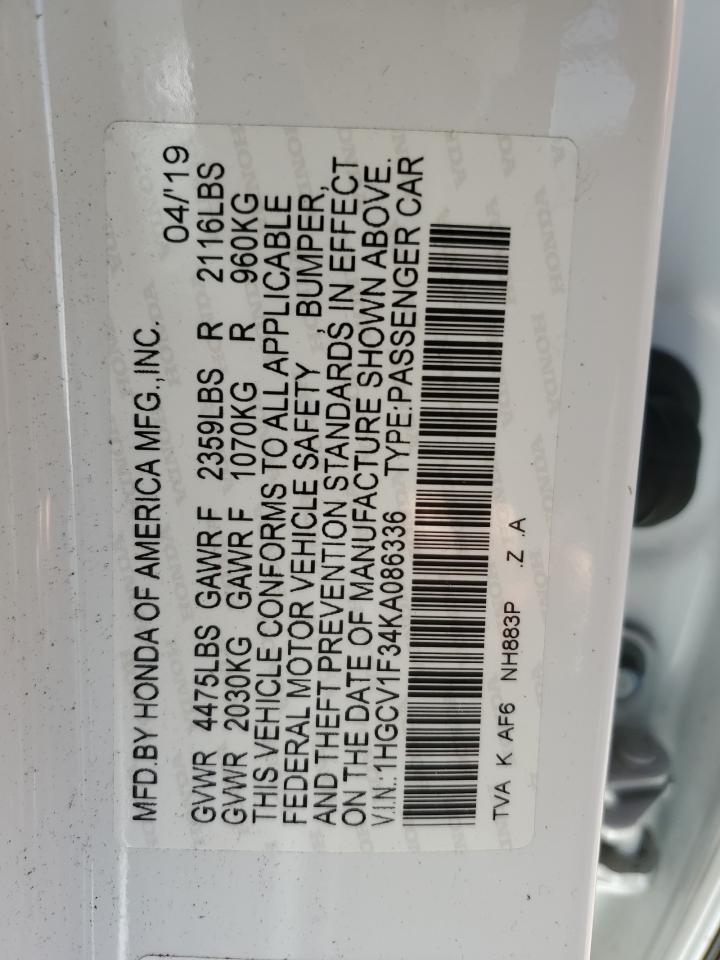 MFD.BY HONDA OF AMERICA MFG.,INC. 04/'19
GVWR 4475LBS GAWR F 2359LBS R 2116LBS
GVWR 2030KG GAWR F 1070KG R 960KG
THIS VEHICLE CONFORMS TO ALL APPLICABLE
FEDERAL MOTOR VEHICLE SAFETY , BUMPER,
AND THEFT PREVENTION STANDARDS IN EFFECT
ON THE DATE OF MANUFACTURE SHOWN ABOVE.
V.I.N.:1HGCV1F34KA086336 TYPE:PASSENGER CAR
TVA K AF6 NH883P .Z .A